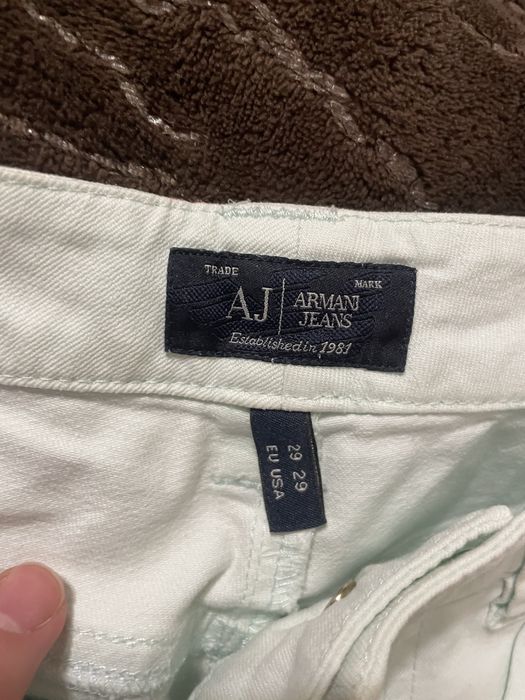 TRADE MARK
AJ ARMANI
JEANS
Established in 1981
29 29
EU USA